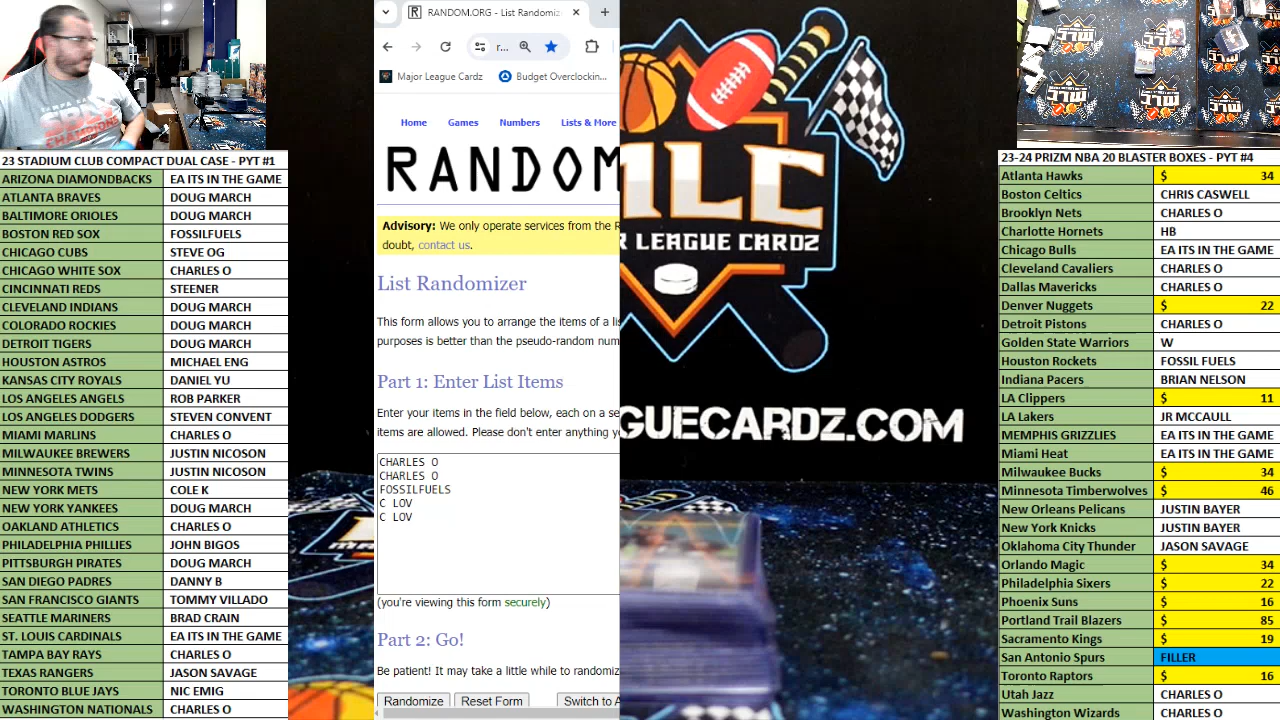 23 STADIUM CLUB COMPACT DUAL CASE - PYT #1
ARIZONA DIAMONDBACKS EA ITS IN THE GAME
ATLANTA BRAVES DOUG MARCH
BALTIMORE ORIOLES DOUG MARCH
BOSTON RED SOX FOSSILFUELS
CHICAGO CUBS STEVE OG
CHICAGO WHITE SOX CHARLES O
CINCINNATI REDS STEENER
CLEVELAND INDIANS DOUG MARCH
COLORADO ROCKIES DOUG MARCH
DETROIT TIGERS DOUG MARCH
HOUSTON ASTROS MICHAEL ENG
KANSAS CITY ROYALS DANIEL YU
LOS ANGELES ANGELS ROB PARKER
LOS ANGELES DODGERS STEVEN CONVENT
MIAMI MARLINS CHARLES O
MILWAUKEE BREWERS JUSTIN NICOSON
MINNESOTA TWINS JUSTIN NICOSON
NEW YORK METS COLE K
NEW YORK YANKEES DOUG MARCH
OAKLAND ATHLETICS CHARLES O
PHILADELPHIA PHILLIES JOHN BIGOS
PITTSBURGH PIRATES DOUG MARCH
SAN DIEGO PADRES DANNY B
SAN FRANCISCO GIANTS TOMMY VILLADO
SEATTLE MARINERS BRAD CRAIN
ST. LOUIS CARDINALS EA ITS IN THE GAME
TAMPA BAY RAYS CHARLES O
TEXAS RANGERS JASON SAVAGE
TORONTO BLUE JAYS NIC EMIG
WASHINGTON NATIONALS CHARLES O
RANDOM.ORG - List Randomiz
r...
Major League Cardz Budget Overclockin...
Home Games Numbers Lists & More
RANDOM
Advisory: We only operate services from the R
doubt, contact us.
List Randomizer
This form allows you to arrange the items of a lis
purposes is better than the pseudo-random num
Part 1: Enter List Items
Enter your items in the field below, each on a se
items are allowed. Please don't enter anything yo
CHARLES O
CHARLES O
FOSSILFUELS
C LOV
C LOV
(you're viewing this form securely)
Part 2: Go!
Be patient! It may take a little while to randomiz
Randomize Reset Form Switch to A
MLC
R LEAGUE CARDZ
GUECARDZ.COM
23-24 PRIZM NBA 20 BLASTER BOXES - PYT #4
Atlanta Hawks $ 34
Boston Celtics CHRIS CASWELL
Brooklyn Nets CHARLES O
Charlotte Hornets HB
Chicago Bulls EA ITS IN THE GAME
Cleveland Cavaliers CHARLES O
Dallas Mavericks CHARLES O
Denver Nuggets $ 22
Detroit Pistons CHARLES O
Golden State Warriors W
Houston Rockets FOSSIL FUELS
Indiana Pacers BRIAN NELSON
LA Clippers $ 11
LA Lakers JR MCCAULL
MEMPHIS GRIZZLIES EA ITS IN THE GAME
Miami Heat EA ITS IN THE GAME
Milwaukee Bucks $ 34
Minnesota Timberwolves $ 46
New Orleans Pelicans JUSTIN BAYER
New York Knicks JUSTIN BAYER
Oklahoma City Thunder JASON SAVAGE
Orlando Magic $ 34
Philadelphia Sixers $ 22
Phoenix Suns $ 16
Portland Trail Blazers $ 85
Sacramento Kings $ 19
San Antonio Spurs FILLER
Toronto Raptors $ 16
Utah Jazz CHARLES O
Washington Wizards CHARLES O